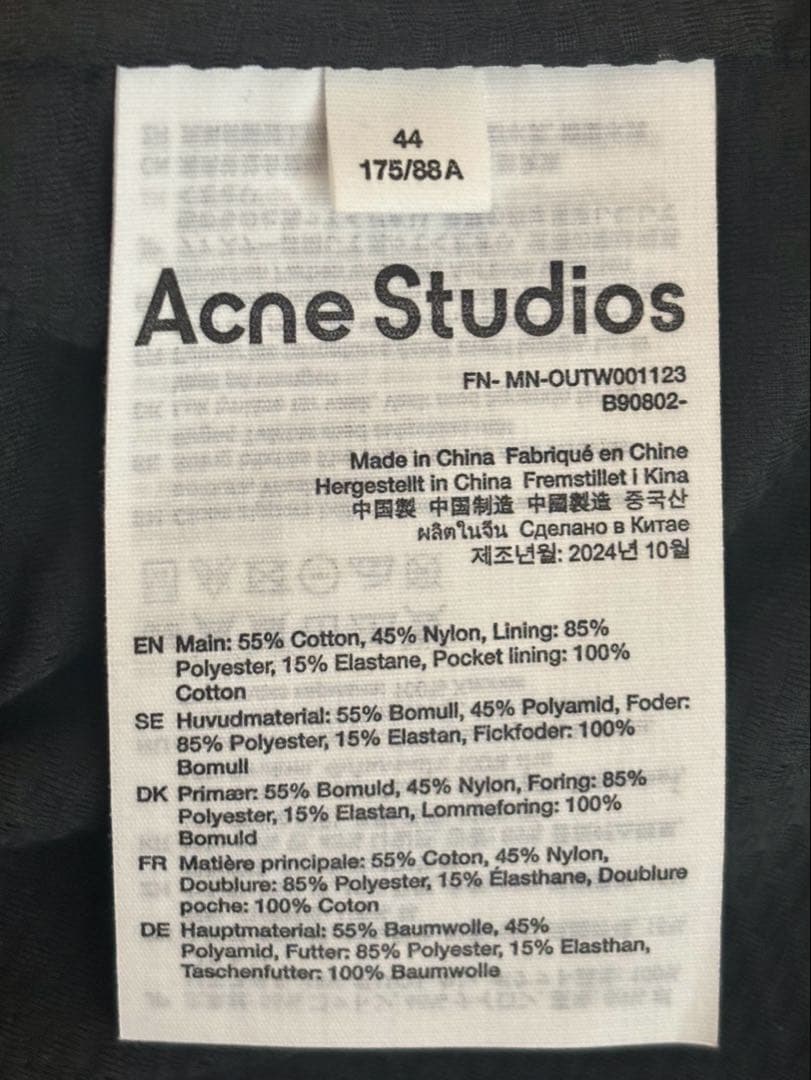 44
175/88A
Acne Studios
FN- MN-OUTW001123
B90802-
Made in China Fabriqué en Chine
Hergestellt in China Fremstillet i Kina
中国製 中国制造 中國製造 중국산
ผลิตในจีน Сделано в Китае
제조년월: 2024년 10월
EN Main: 55% Cotton, 45% Nylon, Lining: 85%
Polyester, 15% Elastane, Pocket lining: 100%
Cotton
SE Huvudmaterial: 55% Bomull, 45% Polyamid, Foder:
85% Polyester, 15% Elastan, Fickfoder: 100%
Bomull
DK Primær: 55% Bomuld, 45% Nylon, Foring: 85%
Polyester, 15% Elastan, Lommeforing: 100%
Bomuld
FR Matière principale: 55% Coton, 45% Nylon,
Doublure: 85% Polyester, 15% Élasthane, Doublure
poche: 100% Coton
DE Hauptmaterial: 55% Baumwolle, 45%
Polyamid, Futter: 85% Polyester, 15% Elasthan,
Taschenfutter: 100% Baumwolle